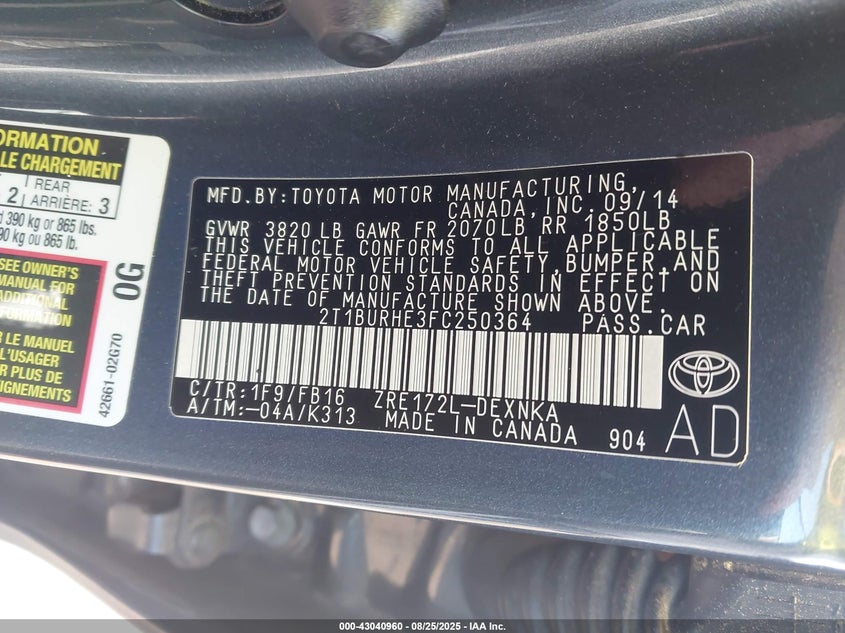 ORMATION
LE CHARGEMENT
2 REAR
ARRIÈRE: 3
390 kg or 865 lbs.
90 kg ou 865 lb.
SEE OWNER'S
MANUAL FOR
ADDITIONAL
INFORMATION
LE MANUEL
L'USAGER
R PLUS DE
EIGNEMENTS
0G
42661-02G70
MFD.BY:TOYOTA MOTOR MANUFACTURING,
CANADA,INC. 09/14
GVWR 3820 LB GAWR FR 2070LB RR 1850LB
THIS VEHICLE CONFORMS TO ALL APPLICABLE
FEDERAL MOTOR VEHICLE SAFETY,BUMPER,AND
THEFT PREVENTION STANDARDS IN EFFECT ON
THE DATE OF MANUFACTURE SHOWN ABOVE.
2T1BURHE3FC250364 PASS.CAR
C/TR:1F9/FB16 ZRE172L-DEXNKA
A/TM:-04A/K313 MADE IN CANADA 904
AD
000-43040960 - 08/25/2025 - IAA Inc.